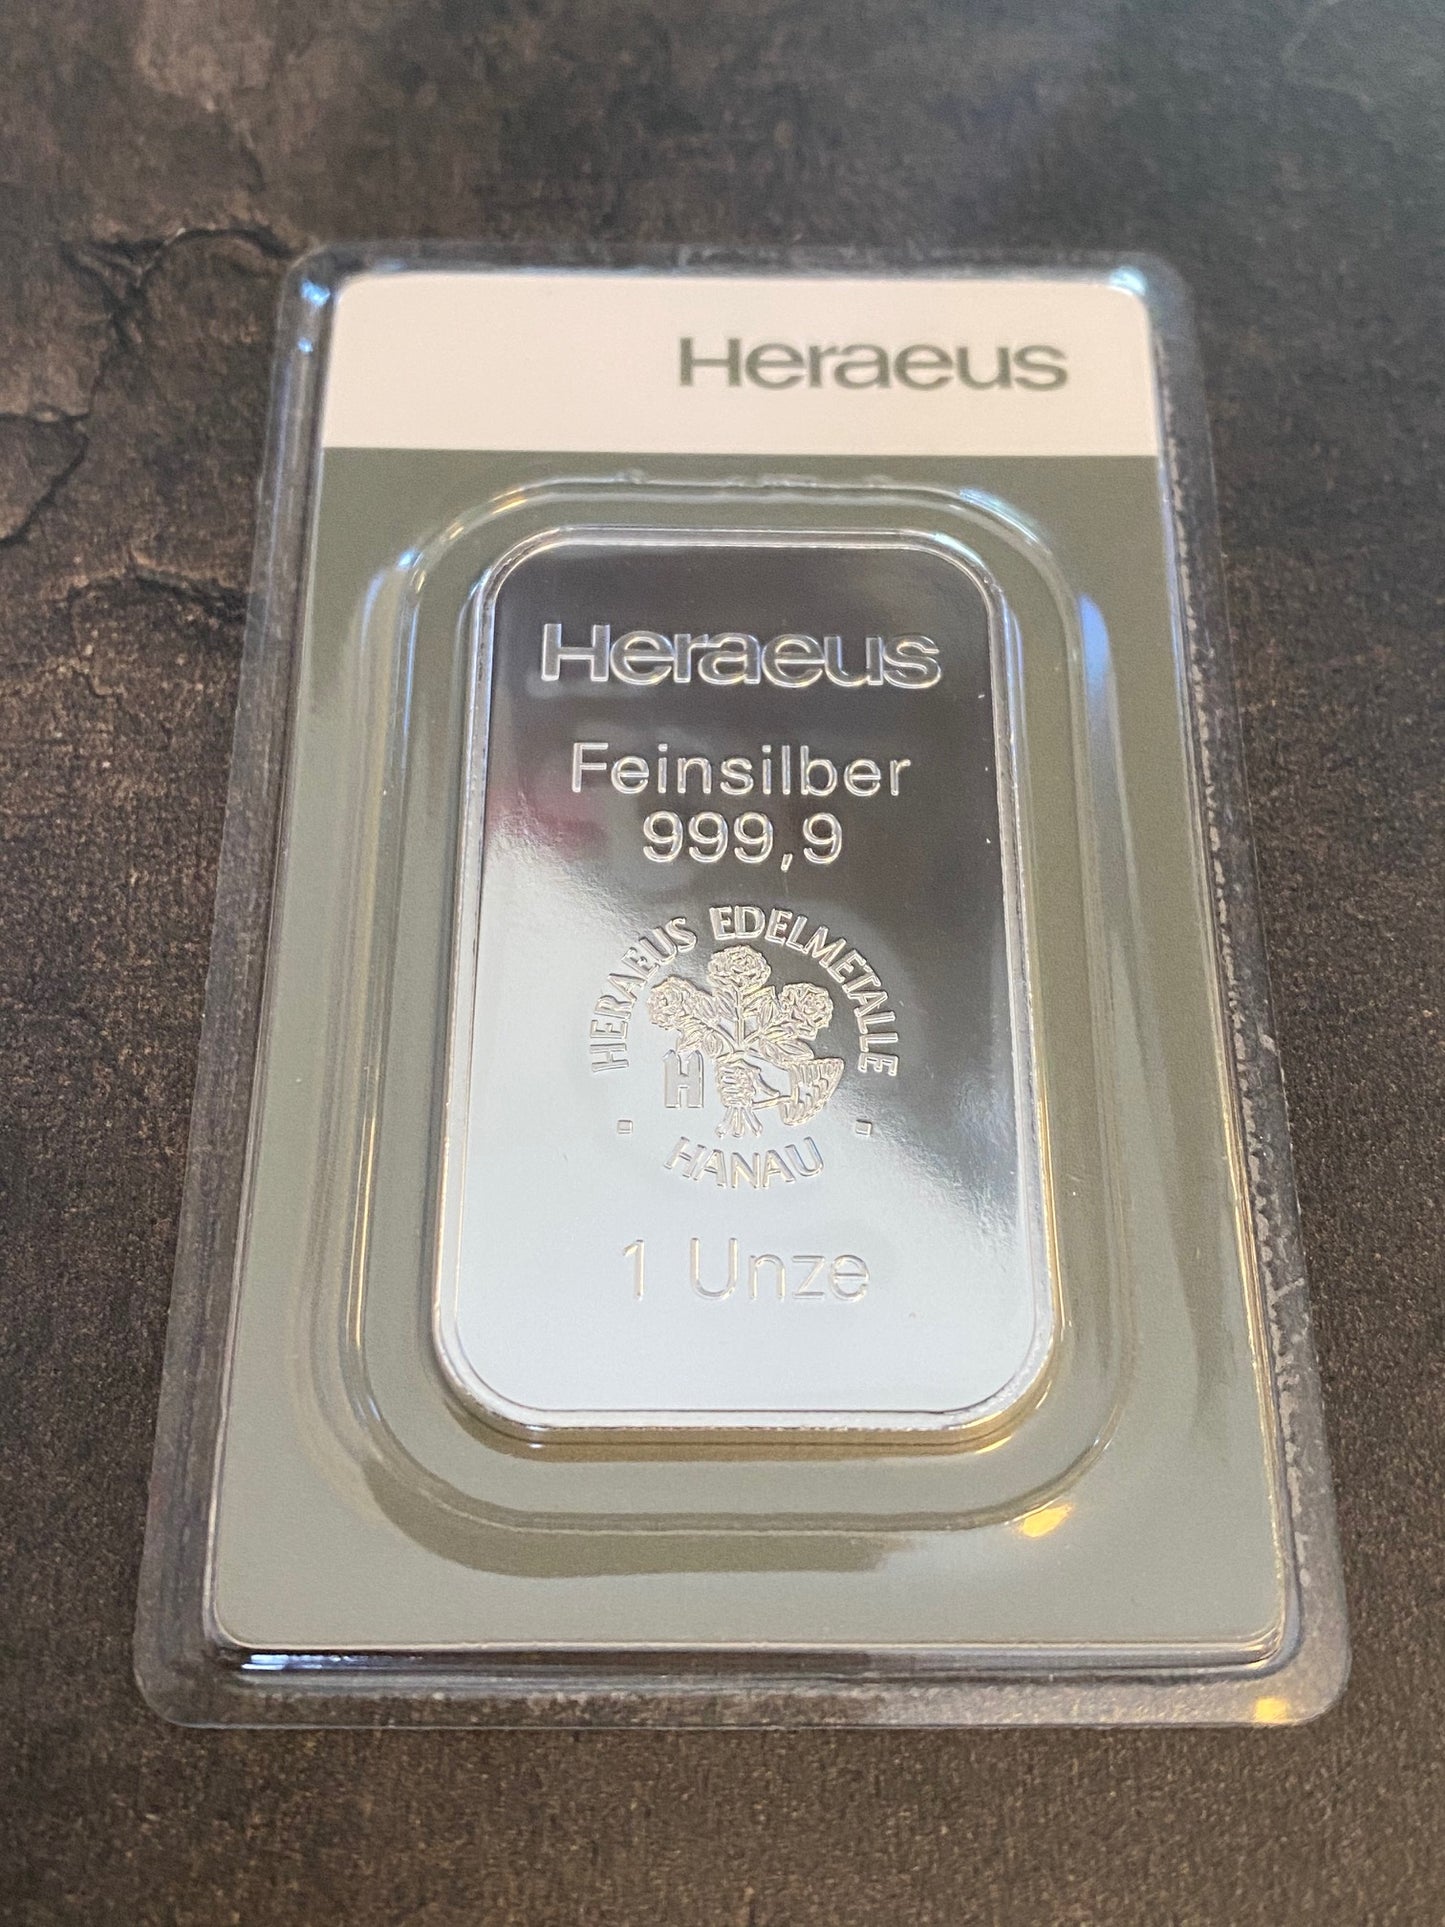 Heraeus
Heraeus
Feinsilber
999,9
HERAEUS EDELMETALLE
H
HANAU
1 Unze